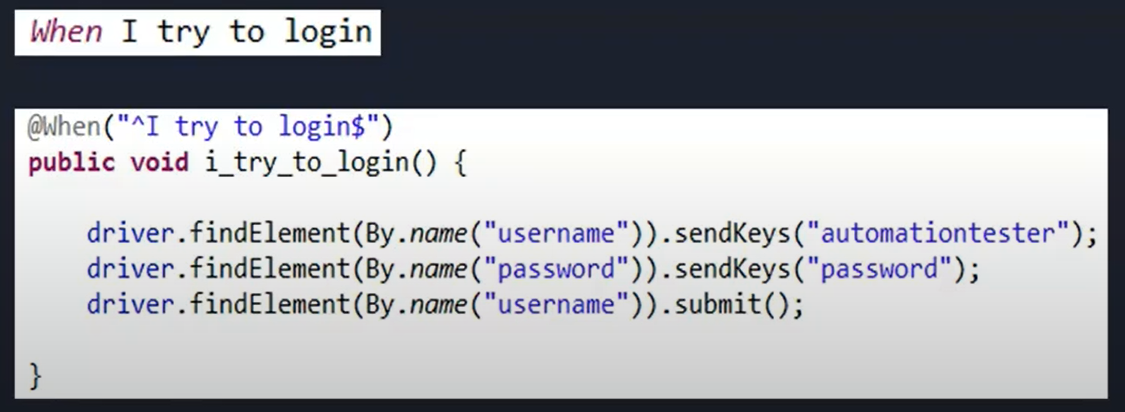 When I try to login
@When("^I try to login$")
public void i_try_to_login() {
driver.findElement(By.name("username")).sendKeys("automationtester");
driver.findElement(By.name("password")).sendKeys("password");
driver.findElement(By.name("username")).submit();
}